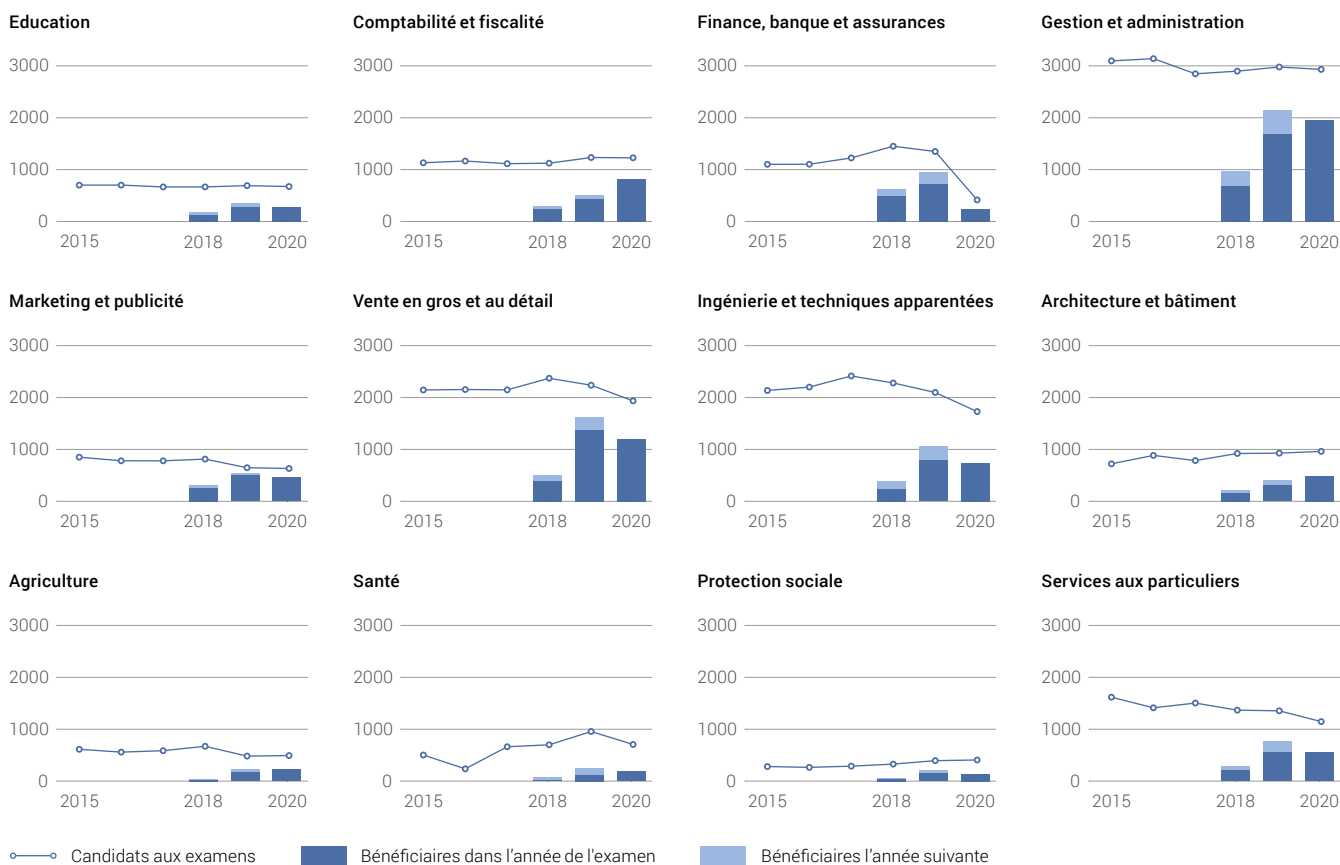 Education
Comptabilité et fiscalité
Finance, banque et assurances
Gestion et administration
3000
2000
1000
0
2015 2018 2020
3000
2000
1000
0
2015 2018 2020
3000
2000
1000
0
2015 2018 2020
3000
2000
1000
0
2015 2018 2020
Marketing et publicité
Vente en gros et au détail
Ingénierie et techniques apparentées
Architecture et bâtiment
3000
2000
1000
0
2015 2018 2020
3000
2000
1000
0
2015 2018 2020
3000
2000
1000
0
2015 2018 2020
3000
2000
1000
0
2015 2018 2020
Agriculture
Santé
Protection sociale
Services aux particuliers
3000
2000
1000
0
2015 2018 2020
3000
2000
1000
0
2015 2018 2020
3000
2000
1000
0
2015 2018 2020
3000
2000
1000
0
2015 2018 2020
Candidats aux examens
Bénéficiaires dans l'année de l'examen
Bénéficiaires l'année suivante